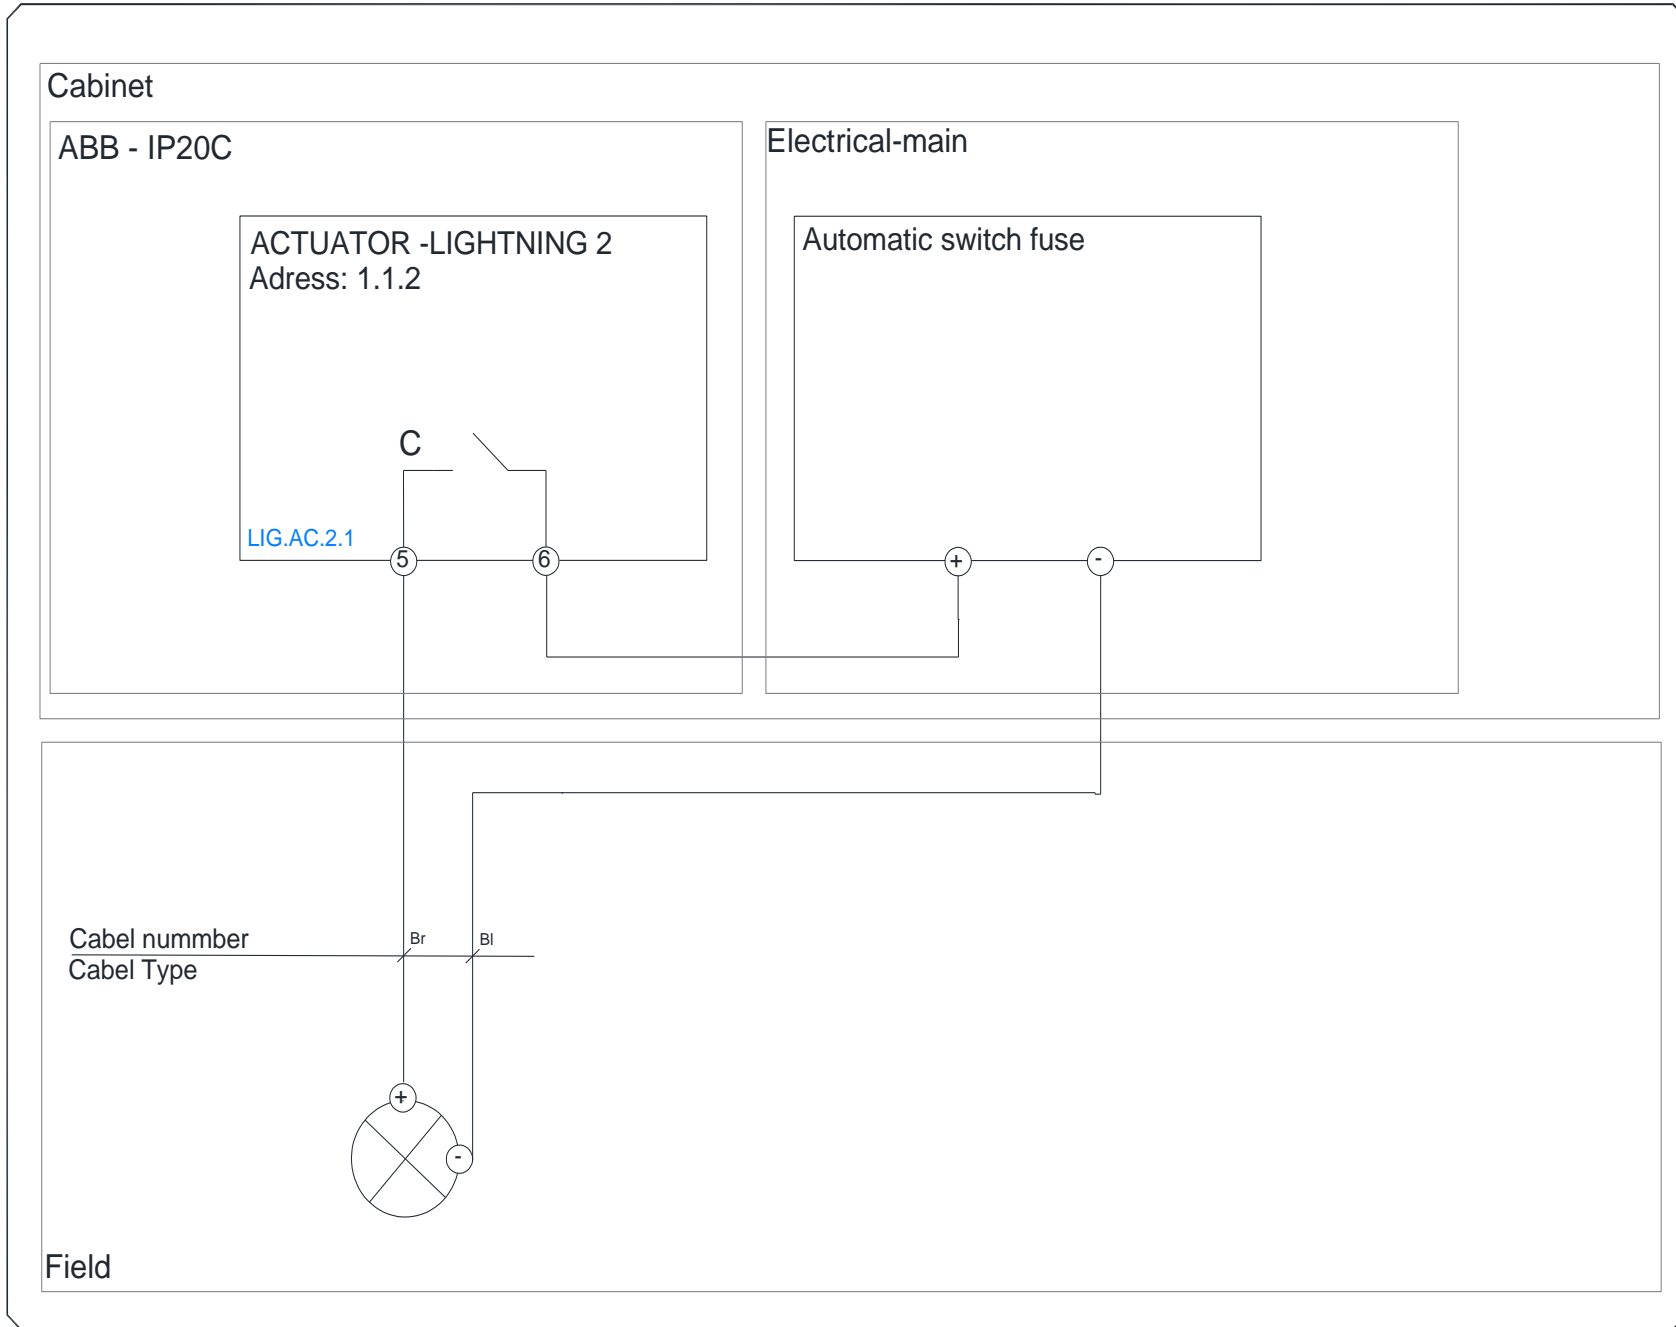 Cabinet
ABB - IP20C
Electrical-main
ACTUATOR -LIGHTNING 2
Adress: 1.1.2
Automatic switch fuse
C
LIG.AC.2.1
5
6
+
-
Cabel nummber
Br
Bl
Cabel Type
+
-
Field